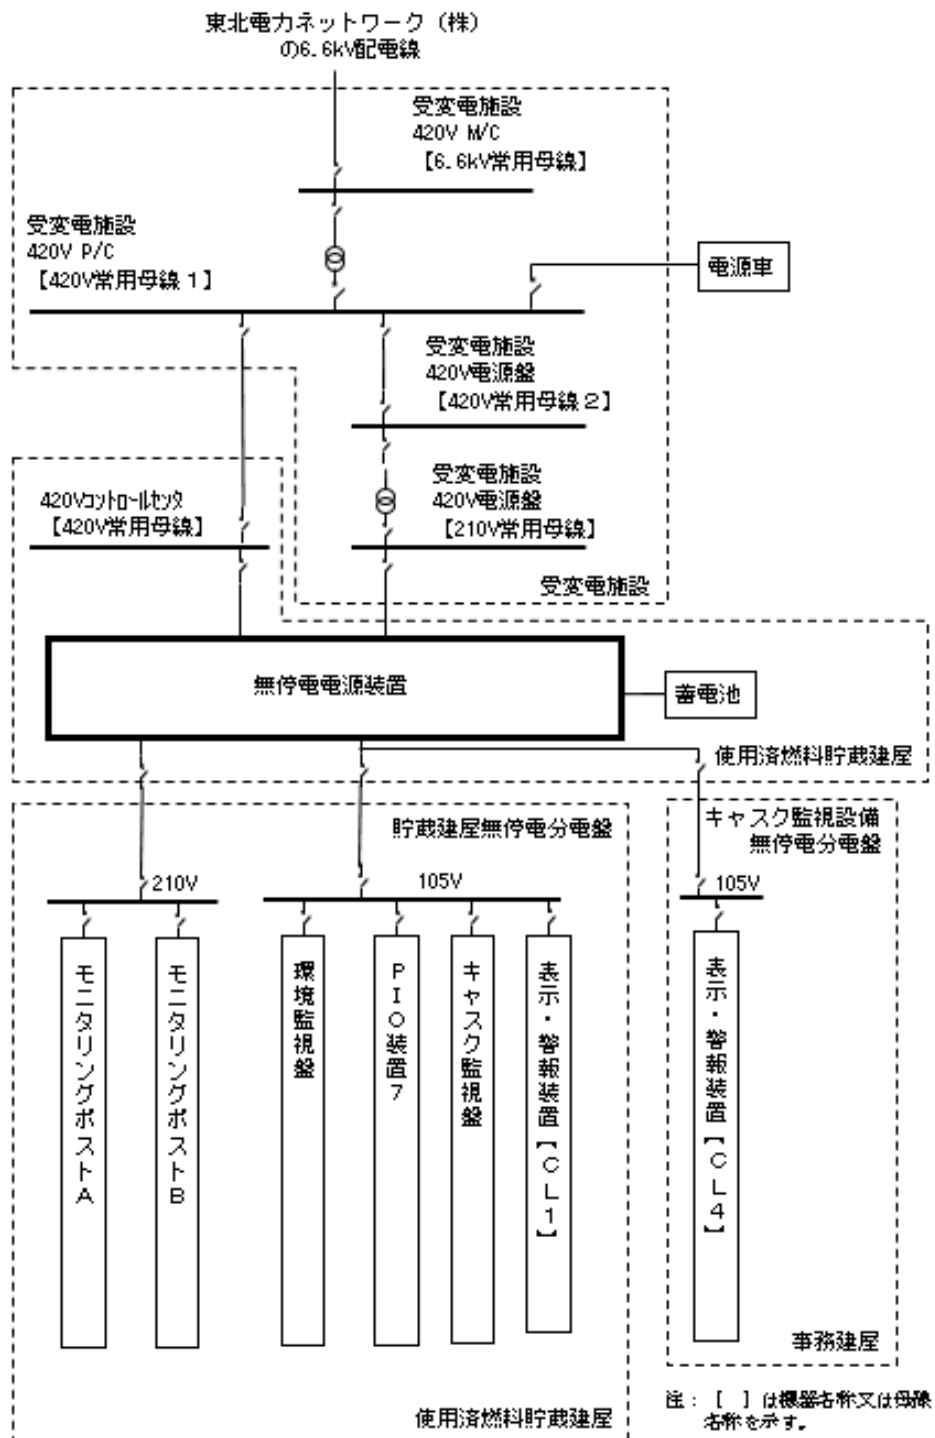 東北電力ネットワーク（株）
の6.6kV配電線
受変電施設
420V M/C
【6.6kV常用母線】
受変電施設
420V P/C
【420V常用母線１】
電源車
受変電施設
420V電源盤
【420V常用母線２】
受変電施設
420V電源盤
【210V常用母線】
420Vｺﾝﾄﾛｰﾙｾﾝﾀ
【420V常用母線】
受変電施設
無停電電源装置
蓄電池
使用済燃料貯蔵建屋
貯蔵建屋無停電分電盤
キャスク監視設備
無停電分電盤
210V
105V
105V
モニタリングポストA
モニタリングポストB
環境監視盤
ＰＩＯ装置７
キャスク監視盤
表示・警報装置【ＣＬ１】
表示・警報装置【ＣＬ４】
事務建屋
使用済燃料貯蔵建屋
注：［　］は機器名称又は母線
名称を示す。